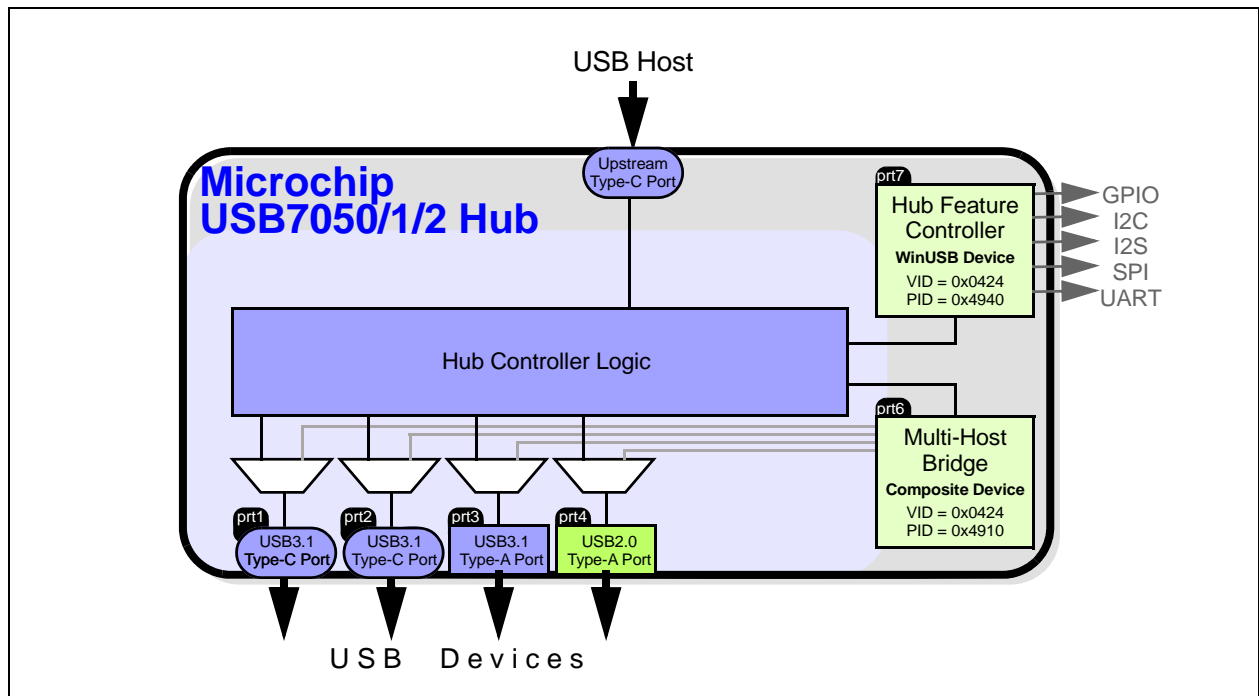 USB Host
Upstream
Type-C Port
Microchip
USB7050/1/2 Hub
prt7
Hub Feature
Controller
WinUSB Device
VID = 0x0424
PID = 0x4940
GPIO
I2C
I2S
SPI
UART
Hub Controller Logic
prt6
Multi-Host
Bridge
Composite Device
VID = 0x0424
PID = 0x4910
prt1
USB3.1
Type-C Port
prt2
USB3.1
Type-C Port
prt3
USB3.1
Type-A Port
prt4
USB2.0
Type-A Port
USB Devices